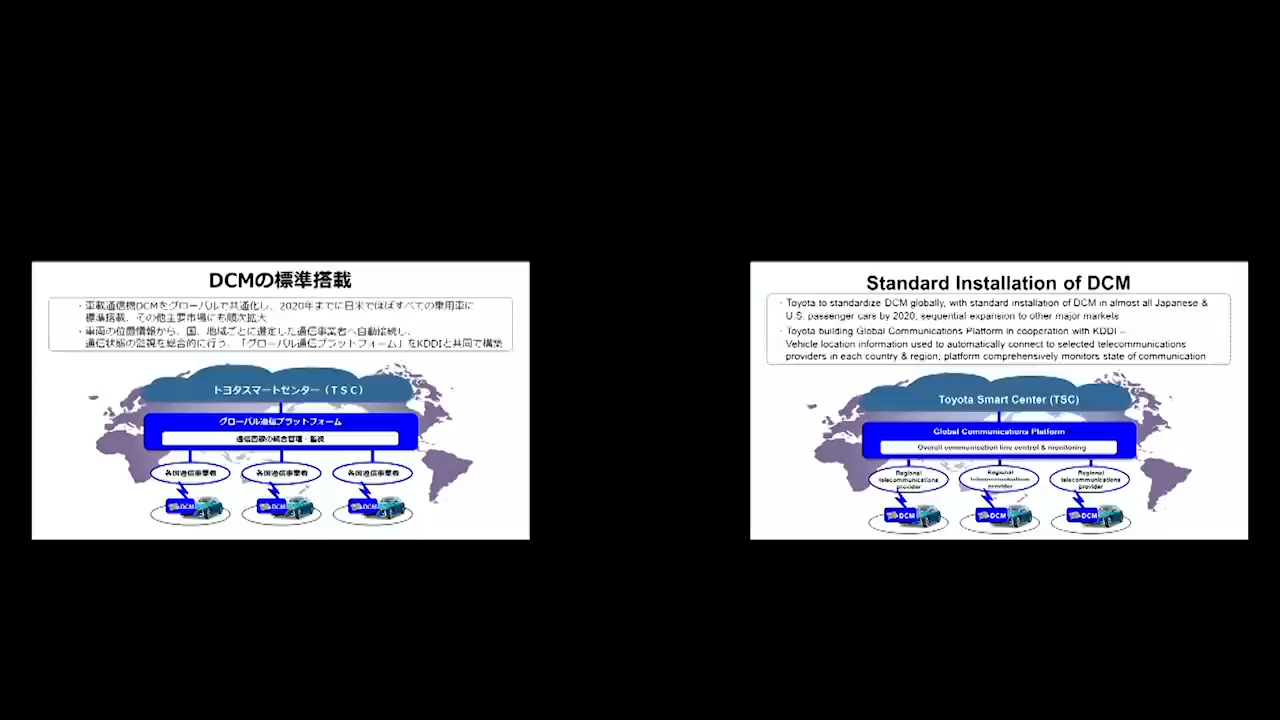 DCMの標準搭載
・車載通信機DCMをグローバルで共通化し、2020年までに日米でほぼすべての乗用車に
標準搭載、その他主要市場にも順次拡大
・車両の位置情報から、国、地域ごとに選定した通信事業者へ自動接続し、
通信状態の監視を総合的に行う、「グローバル通信プラットフォーム」をKDDIと共同で構築
トヨタスマートセンター（TSC）
グローバル通信プラットフォーム
通信回線の統合管理・監視
各国通信事業者
各国通信事業者
各国通信事業者
DCM
DCM
DCM
Standard Installation of DCM
· Toyota to standardize DCM globally, with standard installation of DCM in almost all Japanese &
U.S. passenger cars by 2020; sequential expansion to other major markets
· Toyota building Global Communications Platform in cooperation with KDDI –
Vehicle location information used to automatically connect to selected telecommunications
providers in each country & region; platform comprehensively monitors state of communication
Toyota Smart Center (TSC)
Global Communications Platform
Overall communication line control & monitoring
Regional
telecommunications
provider
Regional
telecommunications
provider
Regional
telecommunications
provider
DCM
DCM
DCM